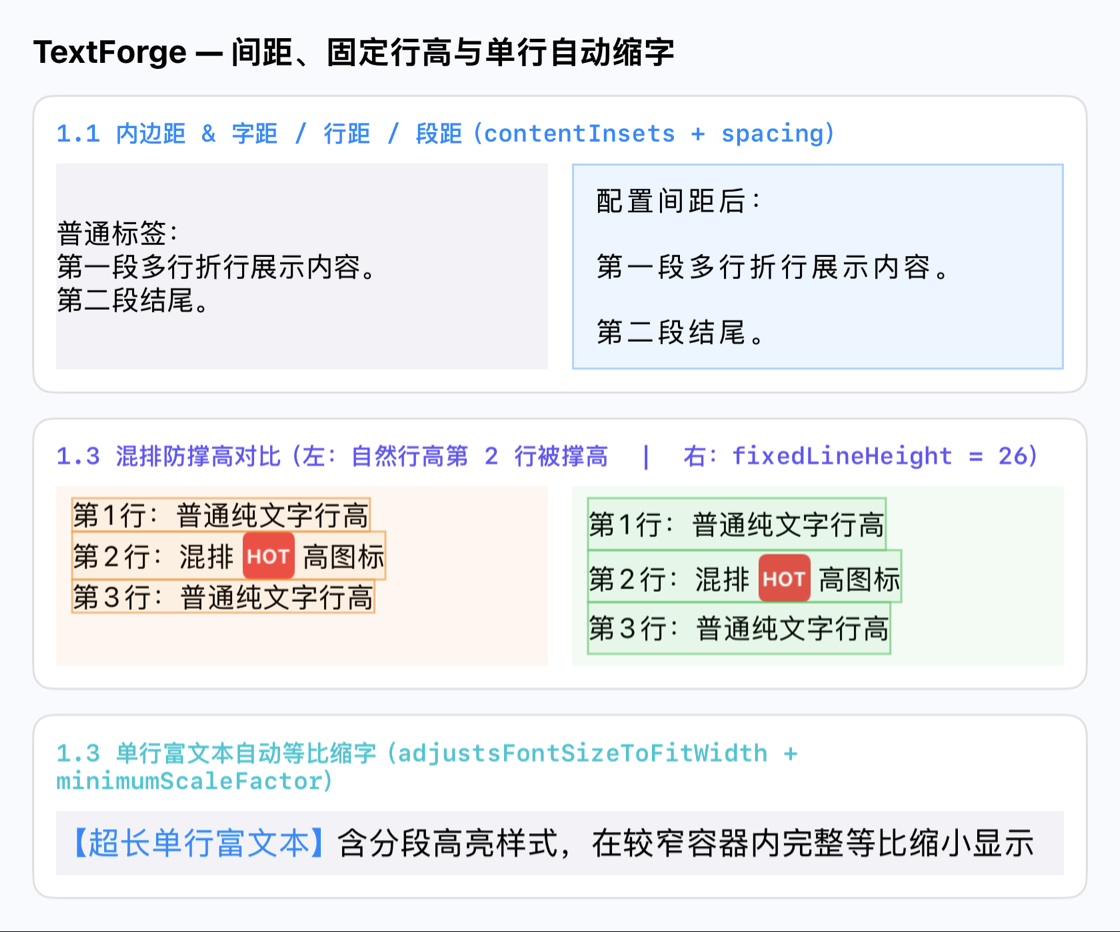 TextForge — 间距、固定行高与单行自动缩字
1.1 内边距 & 字距 / 行距 / 段距 (contentInsets + spacing)
普通标签：
第一段多行折行展示内容。
第二段结尾。
配置间距后：
第一段多行折行展示内容。
第二段结尾。
1.3 混排防撑高对比 (左：自然行高第 2 行被撑高 | 右：fixedLineHeight = 26)
第1行：普通纯文字行高
第2行：混排 HOT 高图标
第3行：普通纯文字行高
第1行：普通纯文字行高
第2行：混排 HOT 高图标
第3行：普通纯文字行高
1.3 单行富文本自动等比缩字 (adjustsFontSizeToFitWidth +
minimumScaleFactor)
【超长单行富文本】含分段高亮样式，在较窄容器内完整等比缩小显示